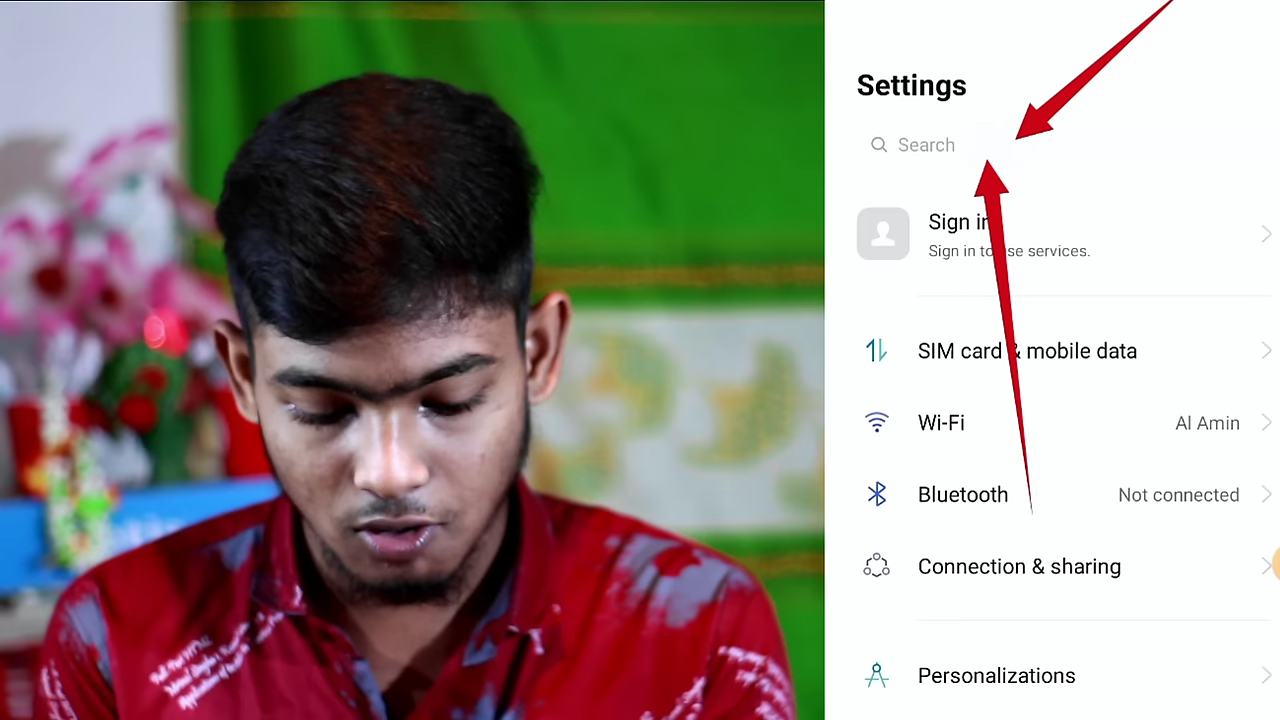 Settings
Search
Sign in
Sign in to use services.
SIM card & mobile data
Wi-Fi
Al Amin
Bluetooth
Not connected
Connection & sharing
Personalizations